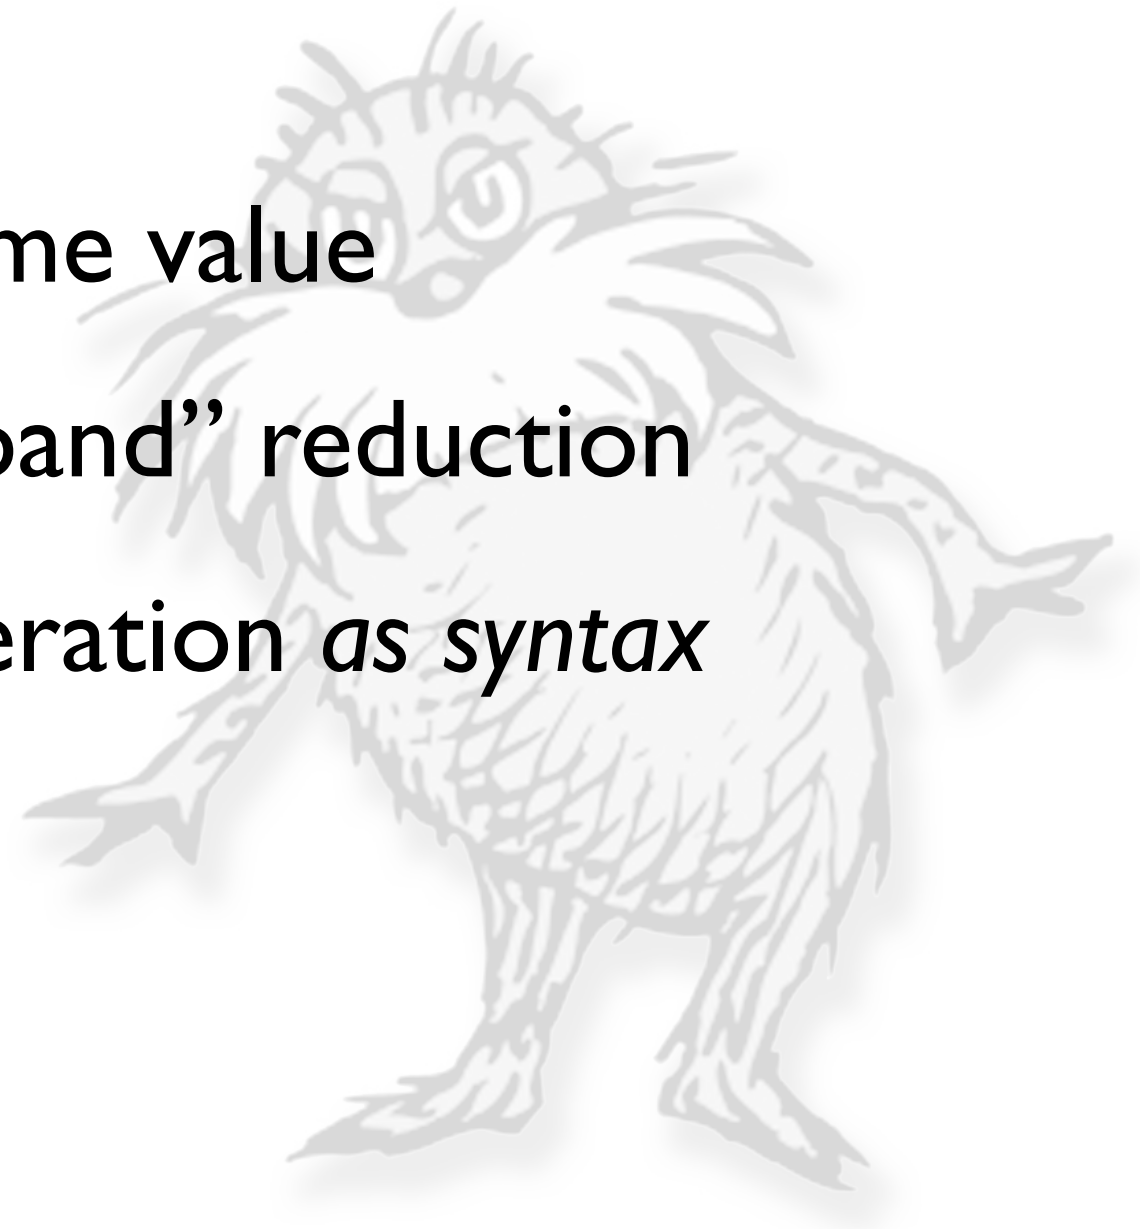 me value
band” reduction
eration as syntax